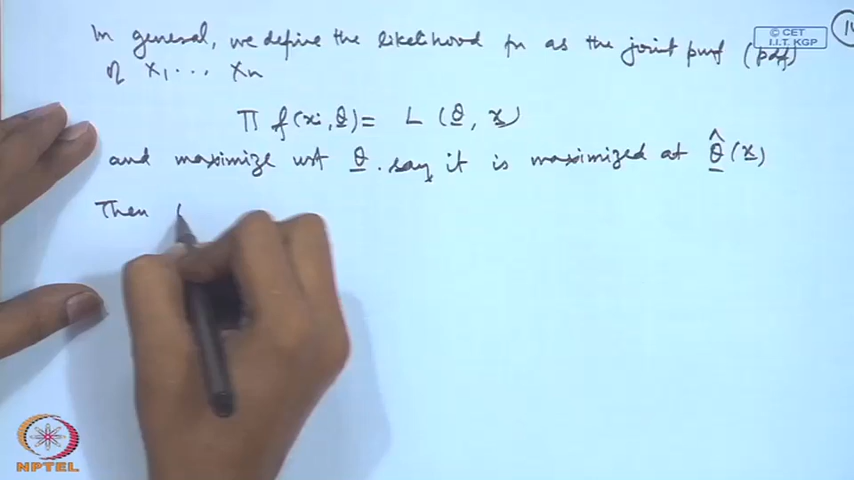 In general, we define the likelihood fn as the joint pmf (pdf)
of X1 ... Xn
Π f(xi, θ) = L (θ, x)
and maximize wrt θ. say it is maximized at θ̂(x)
Then
© CET
I.I.T. KGP
NPTEL